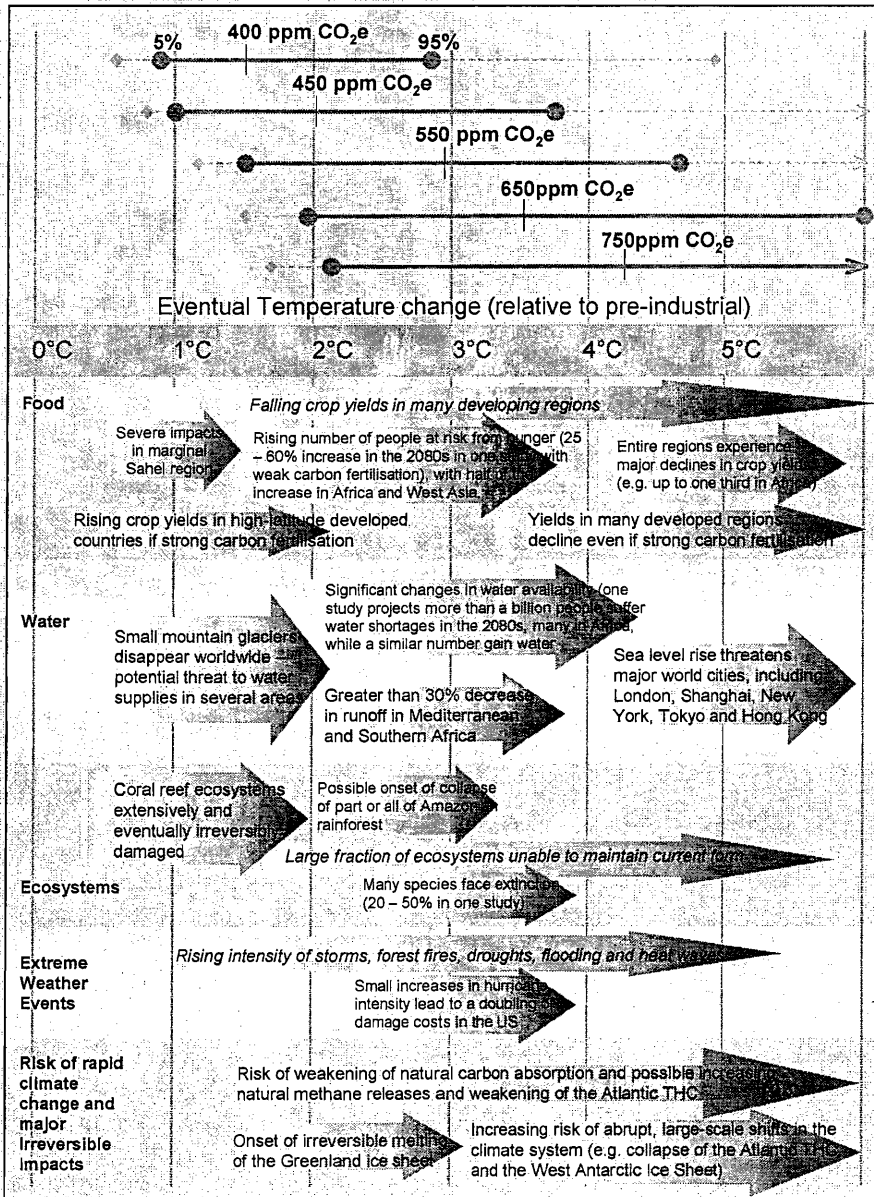 5% 400 ppm CO₂e 95%
450 ppm CO₂e
550 ppm CO₂e
650ppm CO₂e
750ppm CO₂e
Eventual Temperature change (relative to pre-industrial)
0°C 1°C 2°C 3°C 4°C 5°C
Food
Falling crop yields in many developing regions
Severe impacts
in marginal
Sahel region
Rising number of people at risk from hunger (25
– 60% increase in the 2080s in one study with
weak carbon fertilisation), with half of the
increase in Africa and West Asia.
Entire regions experience
major declines in crop yields
(e.g. up to one third in Africa)
Rising crop yields in high-latitude developed
countries if strong carbon fertilisation
Yields in many developed regions
decline even if strong carbon fertilisation
Water
Small mountain glaciers
disappear worldwide
potential threat to water
supplies in several areas
Significant changes in water availability (one
study projects more than a billion people suffer
water shortages in the 2080s, many in Africa,
while a similar number gain water
Greater than 30% decrease
in runoff in Mediterranean
and Southern Africa
Sea level rise threatens
major world cities, including
London, Shanghai, New
York, Tokyo and Hong Kong
Coral reef ecosystems
extensively and
eventually irreversibly
damaged
Possible onset of collapse
of part or all of Amazonian
rainforest
Large fraction of ecosystems unable to maintain current form
Ecosystems
Many species face extinction
(20 – 50% in one study)
Extreme
Weather
Events
Rising intensity of storms, forest fires, droughts, flooding and heat waves
Small increases in hurricane
intensity lead to a doubling of
damage costs in the US
Risk of rapid
climate
change and
major
irreversible
impacts
Risk of weakening of natural carbon absorption and possible increasing
natural methane releases and weakening of the Atlantic THC
Onset of irreversible melting
of the Greenland ice sheet
Increasing risk of abrupt, large-scale shifts in the
climate system (e.g. collapse of the Atlantic THC
and the West Antarctic Ice Sheet)